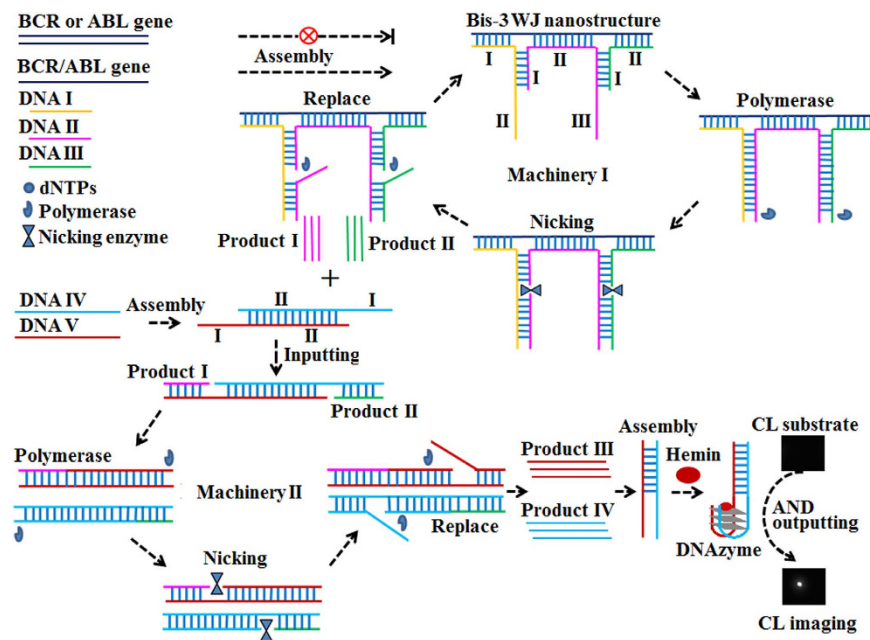 BCR or ABL gene
BCR/ABL gene
DNA I
DNA II
DNA III
dNTPs
Polymerase
Nicking enzyme
Assembly
Replace
Product I
Product II
Bis-3WJ nanostructure
I
II
II
I
I
II
III
Polymerase
Machinery I
Nicking
+
DNA IV
DNA V
Assembly
II
I
I
II
Inputting
Product I
Product II
Polymerase
Machinery II
Nicking
Replace
Product III
Product IV
Assembly
Hemin
DNAzyme
CL substrate
AND
outputting
CL imaging